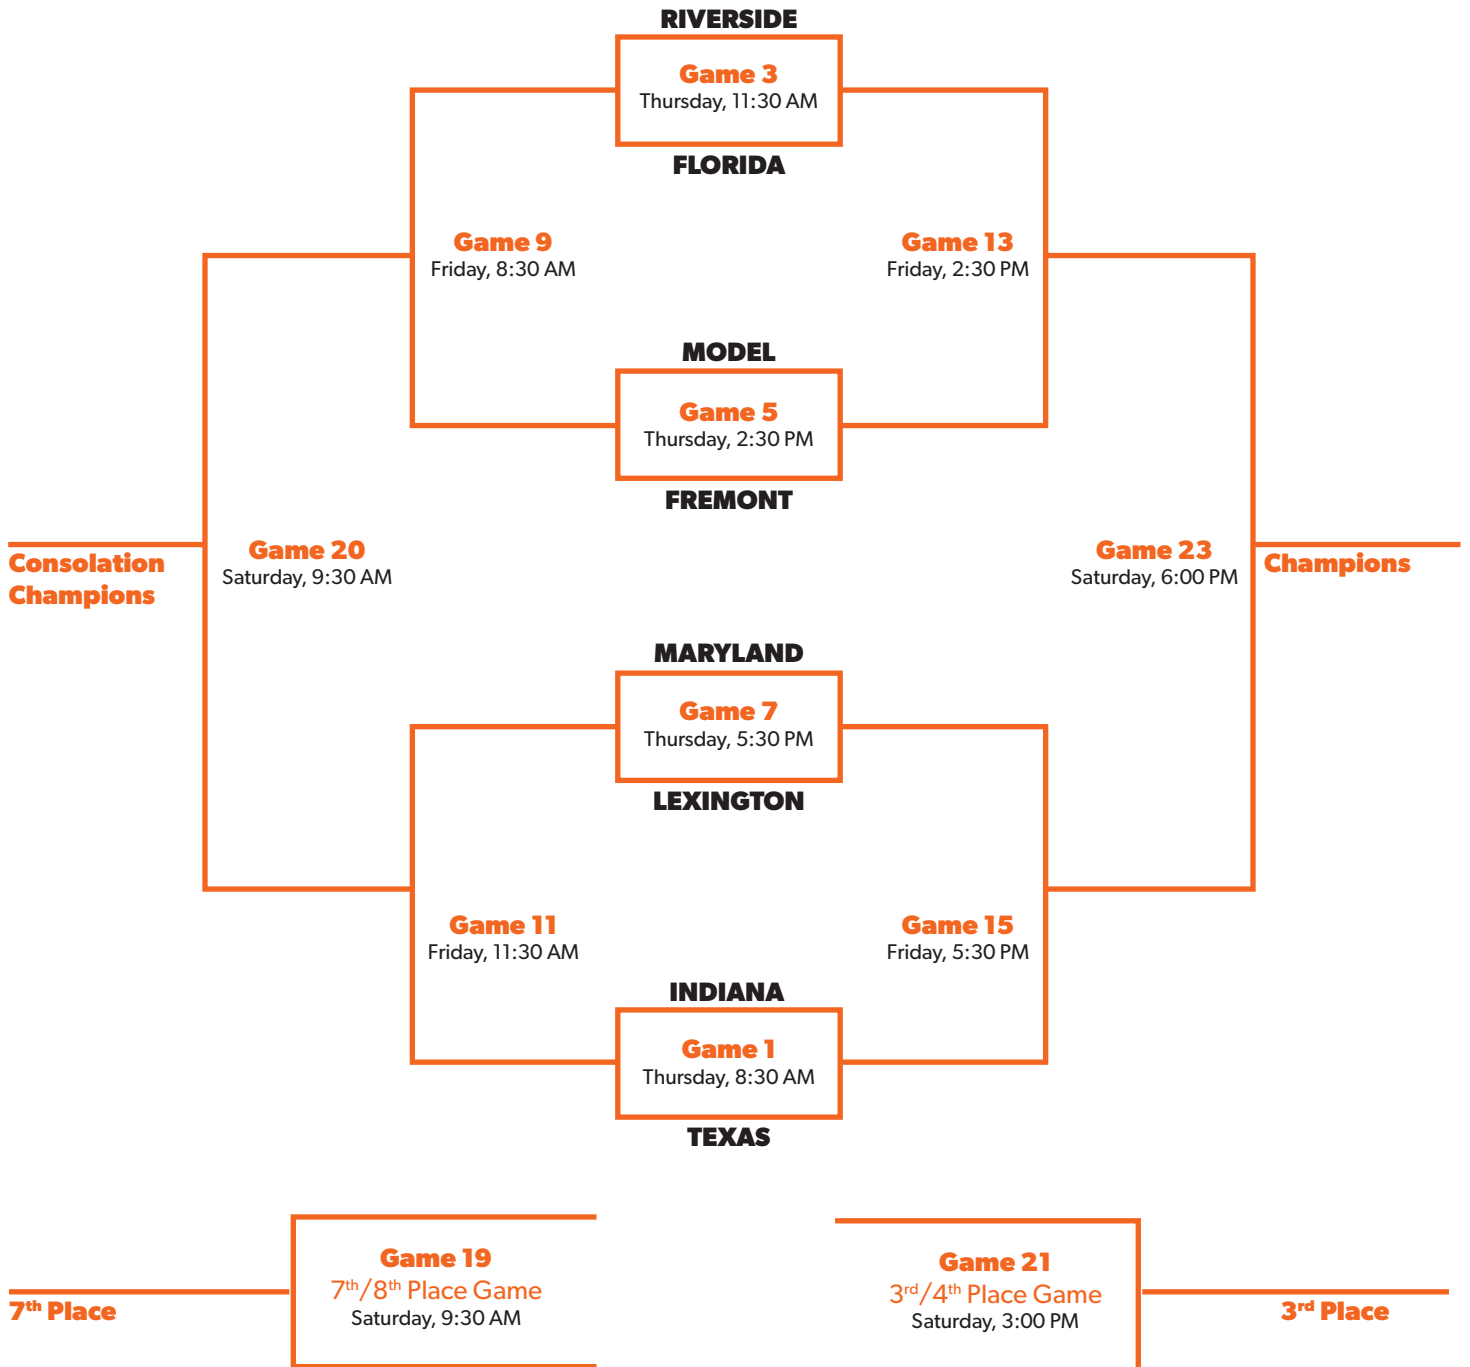 RIVERSIDE
Game 3
Thursday, 11:30 AM
FLORIDA
Game 9
Friday, 8:30 AM
Game 13
Friday, 2:30 PM
MODEL
Game 5
Thursday, 2:30 PM
FREMONT
Consolation
Champions
Game 20
Saturday, 9:30 AM
Game 23
Saturday, 6:00 PM
Champions
MARYLAND
Game 7
Thursday, 5:30 PM
LEXINGTON
Game 11
Friday, 11:30 AM
Game 15
Friday, 5:30 PM
INDIANA
Game 1
Thursday, 8:30 AM
TEXAS
Game 19
7th/8th Place Game
Saturday, 9:30 AM
7th Place
Game 21
3rd/4th Place Game
Saturday, 3:00 PM
3rd Place